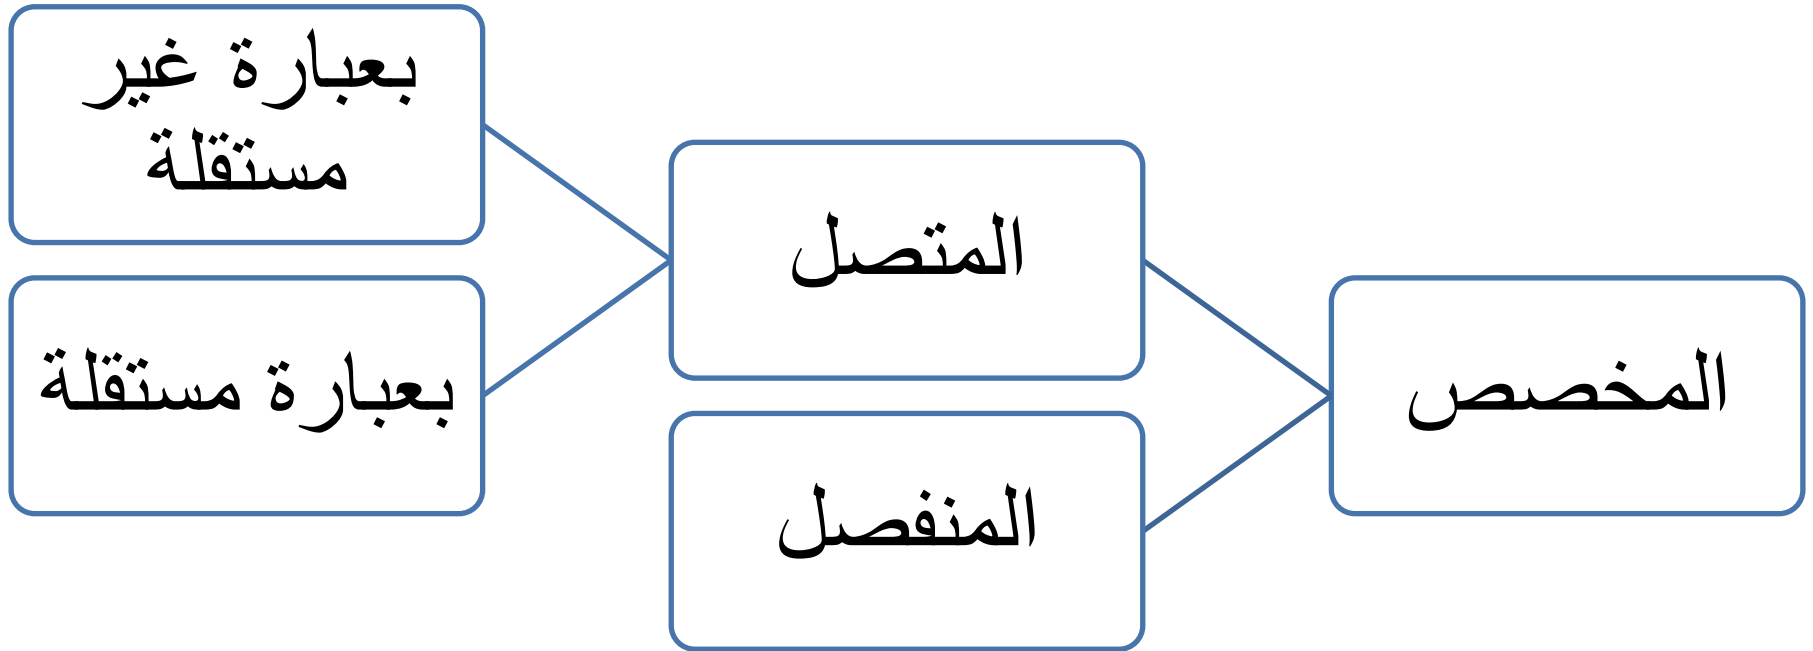 المخصص
المتصل
المنفصل
بعبارة غير
مستقلة
بعبارة مستقلة